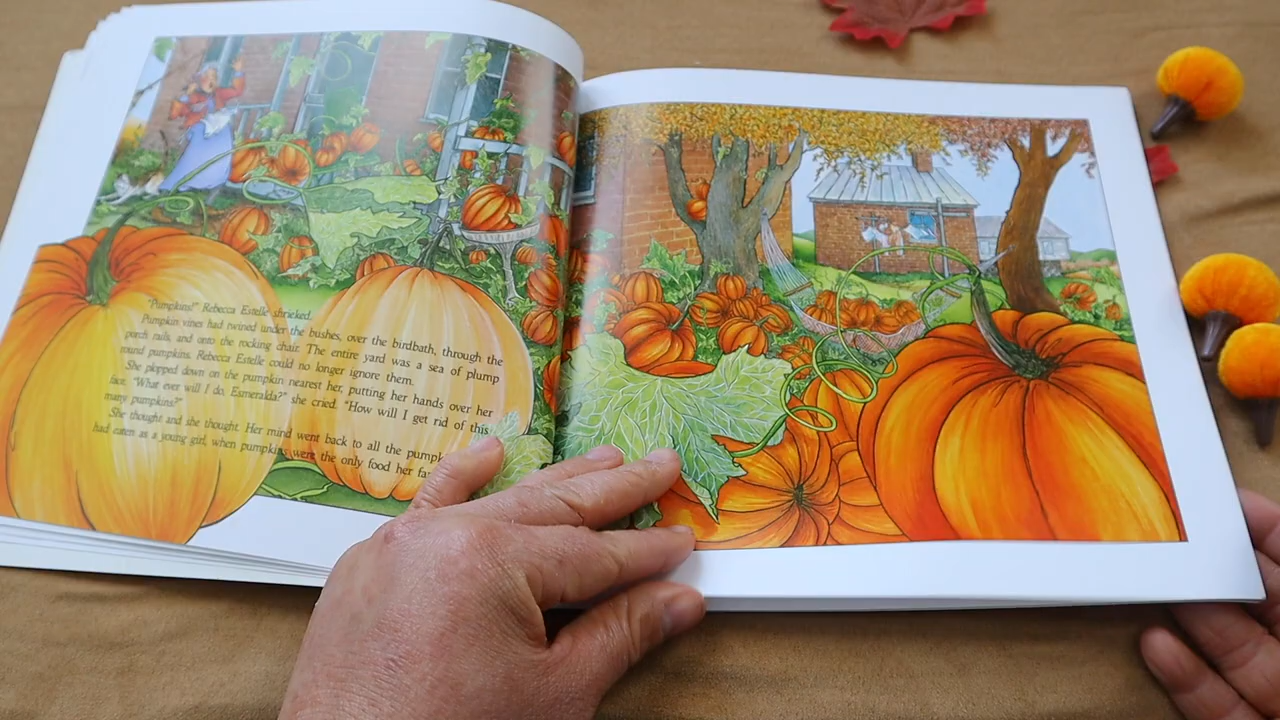 "Pumpkins!" Rebecca Estelle shrieked.
Pumpkin vines had twined under the bushes, over the birdbath, through the
porch rails, and onto the rocking chair. The entire yard was a sea of plump
round pumpkins. Rebecca Estelle could no longer ignore them.
She plopped down on the pumpkin nearest her, putting her hands over her
face. "What ever will I do, Esmeralda?" she cried. "How will I get rid of this
many pumpkins?"
She thought and she thought. Her mind went back to all the
had eaten as a young girl, when pumpkins were the only food her